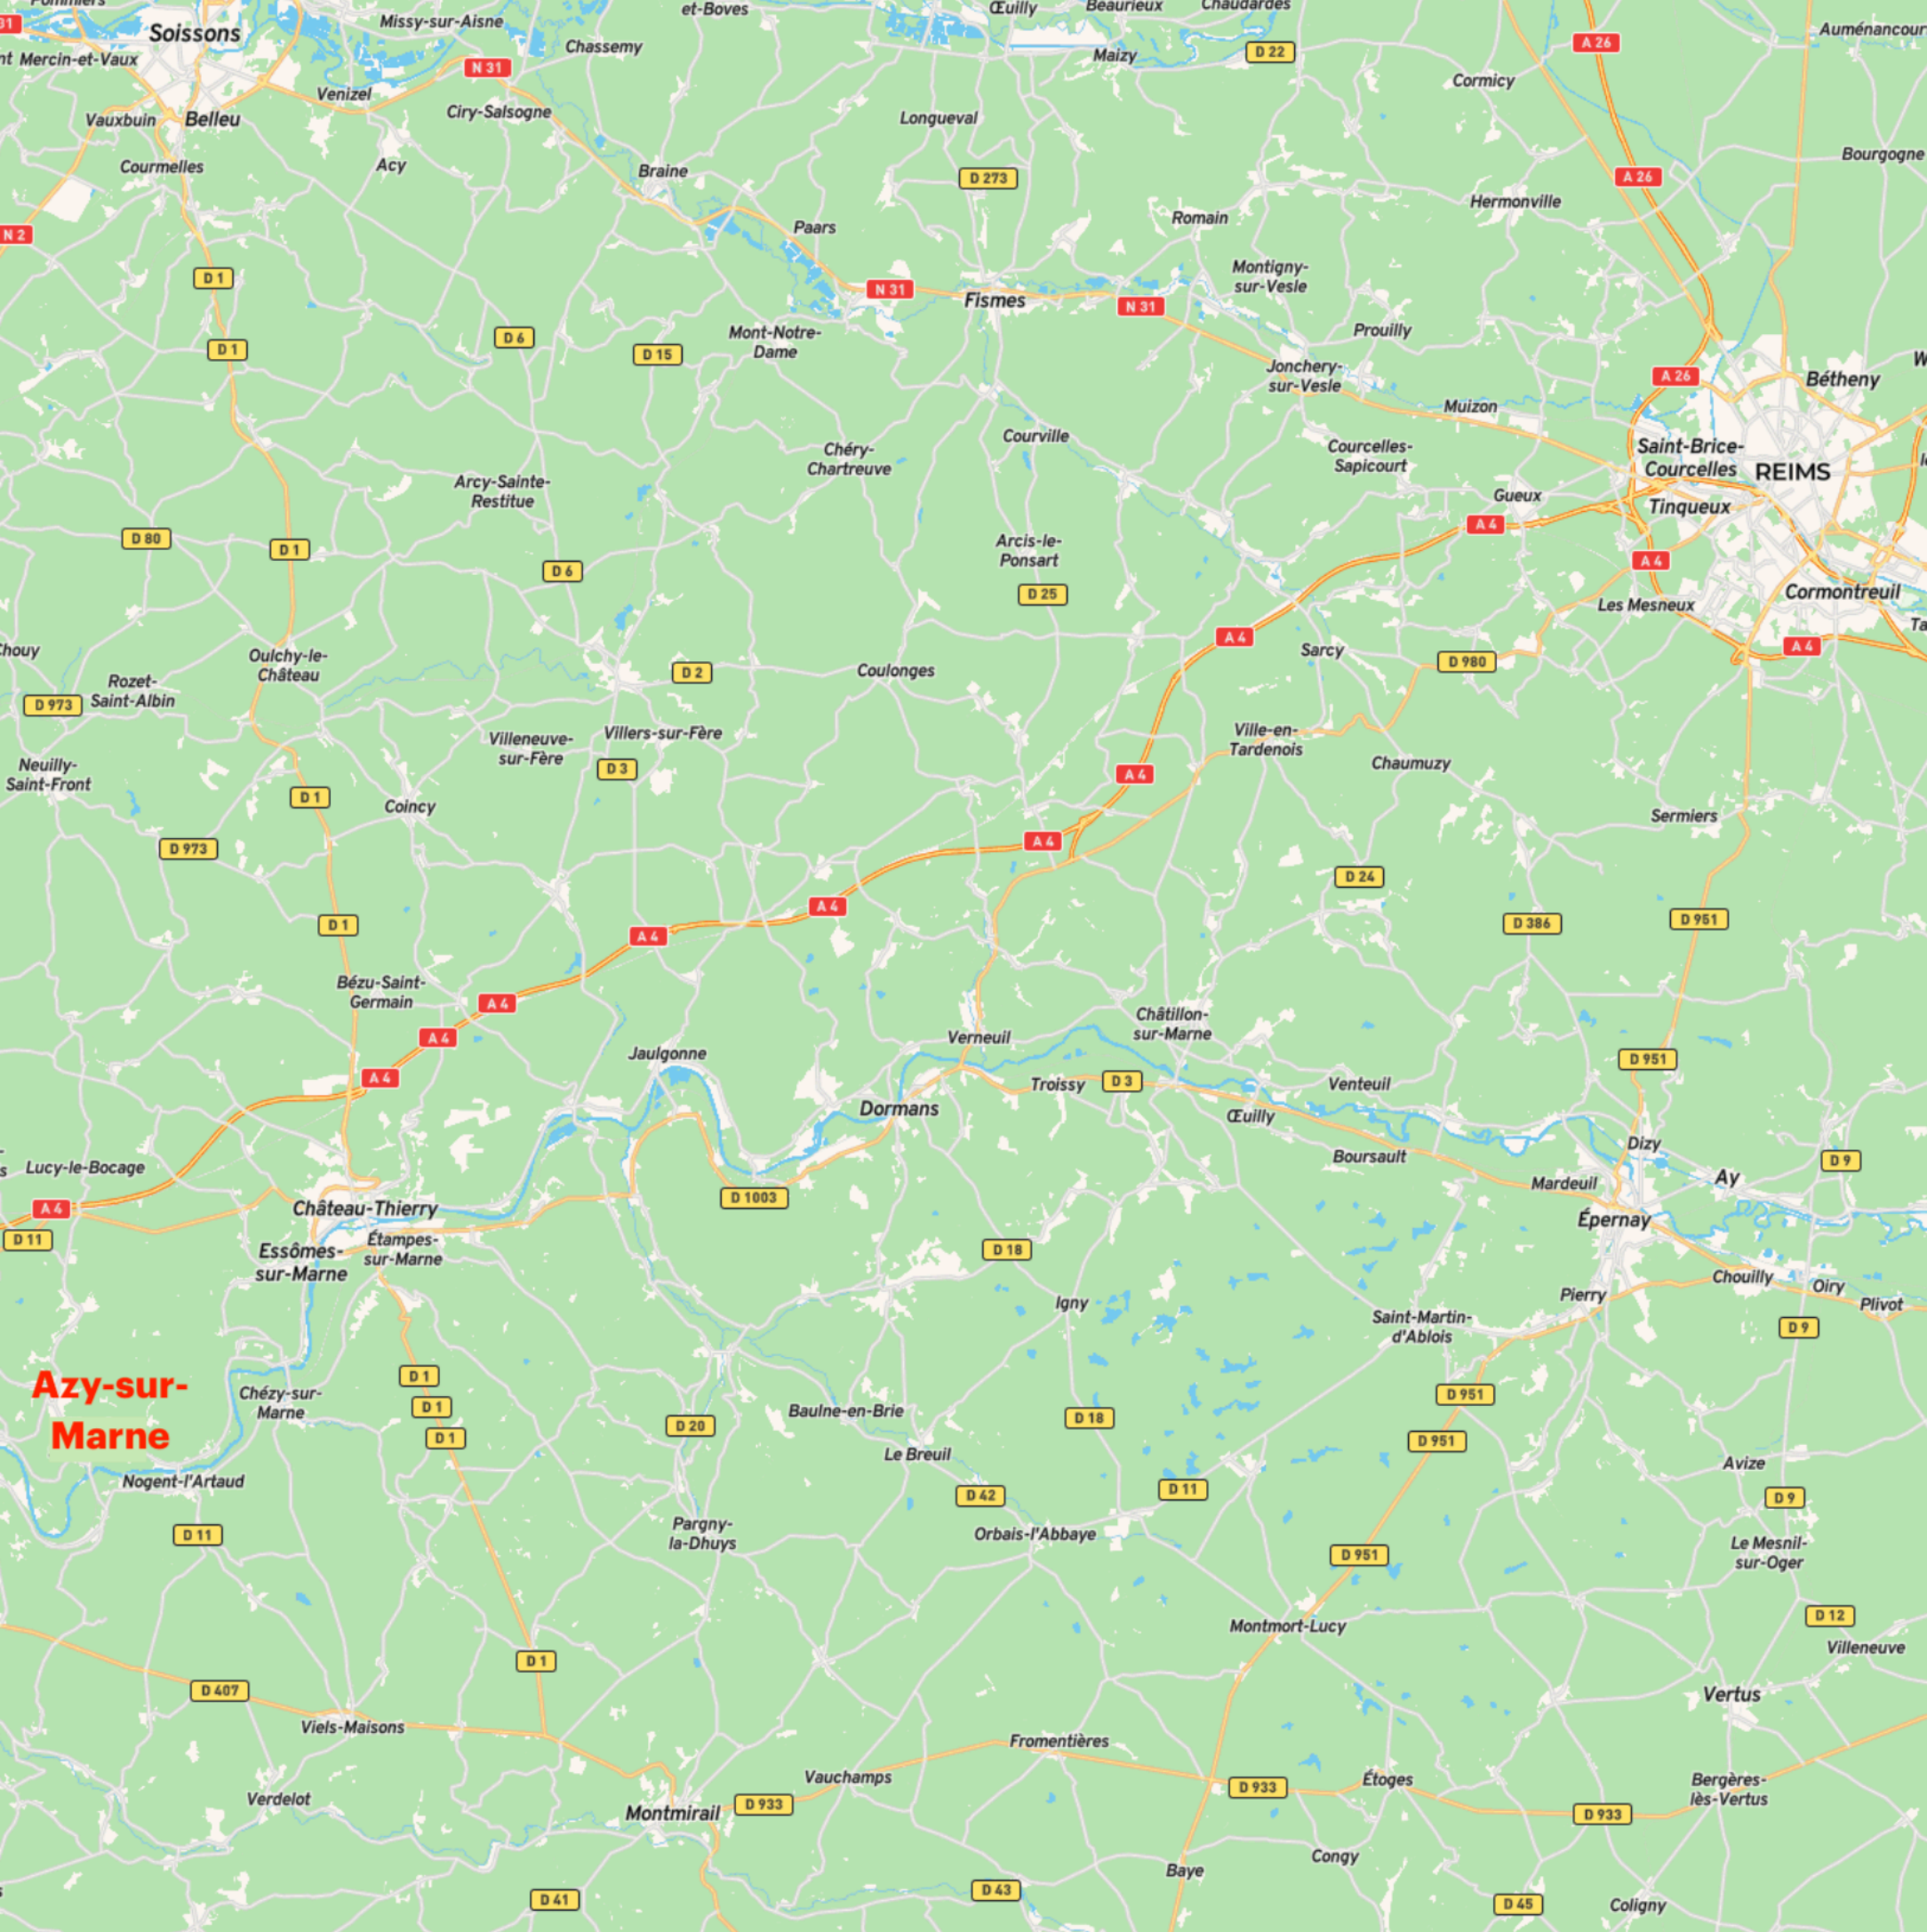 Soissons
Missy-sur-Aisne
et-Boves
Œuilly
Beaurieux
Chaudardes
Auménancour
A 26
Chassemy
Maizy
D 22
Mercin-et-Vaux
N 31
Cormicy
Venizel
Vauxbuin
Belleu
Ciry-Salsogne
Longueval
Bourgogne
Courmelles
Acy
Braine
D 273
A 26
Hermonville
N 2
Paars
Romain
D 1
Montigny-
sur-Vesle
N 31
Fismes
N 31
D 6
Mont-Notre-
Dame
Prouilly
D 1
D 15
Jonchery-
sur-Vesle
A 26
Bétheny
Muizon
Chéry-
Chartreuve
Courville
Courcelles-
Sapicourt
Saint-Brice-
Courcelles
REIMS
Arcy-Sainte-
Restitue
Gueux
Tinqueux
A 4
D 80
D 1
Arcis-le-
Ponsart
A 4
D 6
D 25
Les Mesneux
Cormontreuil
A 4
A 4
Sarcy
D 980
Oulchy-le-
Château
Coulonges
D 2
Rozet-
Saint-Albin
D 973
Villeneuve-
sur-Fère
Villers-sur-Fère
Ville-en-
Tardenois
Neuilly-
Saint-Front
D 3
A 4
Chaumuzy
D 1
Coincy
Sermiers
D 973
A 4
D 24
A 4
D 1
D 386
D 951
A 4
Bézu-Saint-
Germain
A 4
Châtillon-
sur-Marne
A 4
Verneuil
Jaulgonne
D 951
A 4
Troissy
D 3
Venteuil
Dormans
Œuilly
Dizy
Lucy-le-Bocage
Boursault
D 9
A 4
D 1003
Mardeuil
Ay
Château-Thierry
Épernay
D 11
Essômes-
sur-Marne
Étampes-
sur-Marne
D 18
Chouilly
Oiry
Pierry
Plivot
Igny
Saint-Martin-
d'Ablois
D 9
Azy-sur-
Marne
D 1
Chézy-sur-
Marne
D 951
D 1
Baulne-en-Brie
D 18
D 20
D 1
D 951
Le Breuil
Avize
Nogent-l'Artaud
D 42
D 11
D 9
D 11
Pargny-
la-Dhuys
Orbais-l'Abbaye
D 951
Le Mesnil-
sur-Oger
Montmort-Lucy
D 12
Villeneuve
D 1
D 407
Vertus
Viels-Maisons
Fromentières
Vauchamps
Étoges
Bergères-
lès-Vertus
Verdelot
D 933
D 933
Montmirail
D 933
Congy
Baye
D 43
D 41
D 45
Coligny